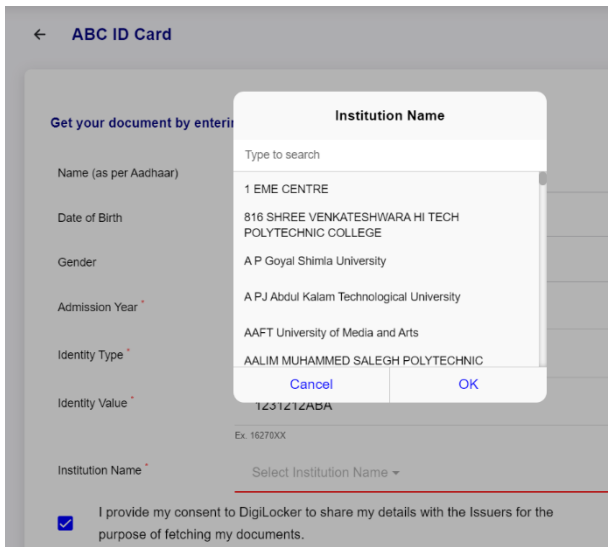 ABC ID Card
Get your document by enterin
Institution Name
Type to search
1 EME CENTRE
816 SHREE VENKATESHWARA HI TECH
POLYTECHNIC COLLEGE
A P Goyal Shimla University
A PJ Abdul Kalam Technological University
AAFT University of Media and Arts
AALIM MUHAMMED SALEGH POLYTECHNIC
Cancel OK
Name (as per Aadhaar)
Date of Birth
Gender
Admission Year *
Identity Type *
Identity Value *
1231212ABA
Ex. 16270XX
Institution Name *
Select Institution Name
I provide my consent to DigiLocker to share my details with the Issuers for the
purpose of fetching my documents.